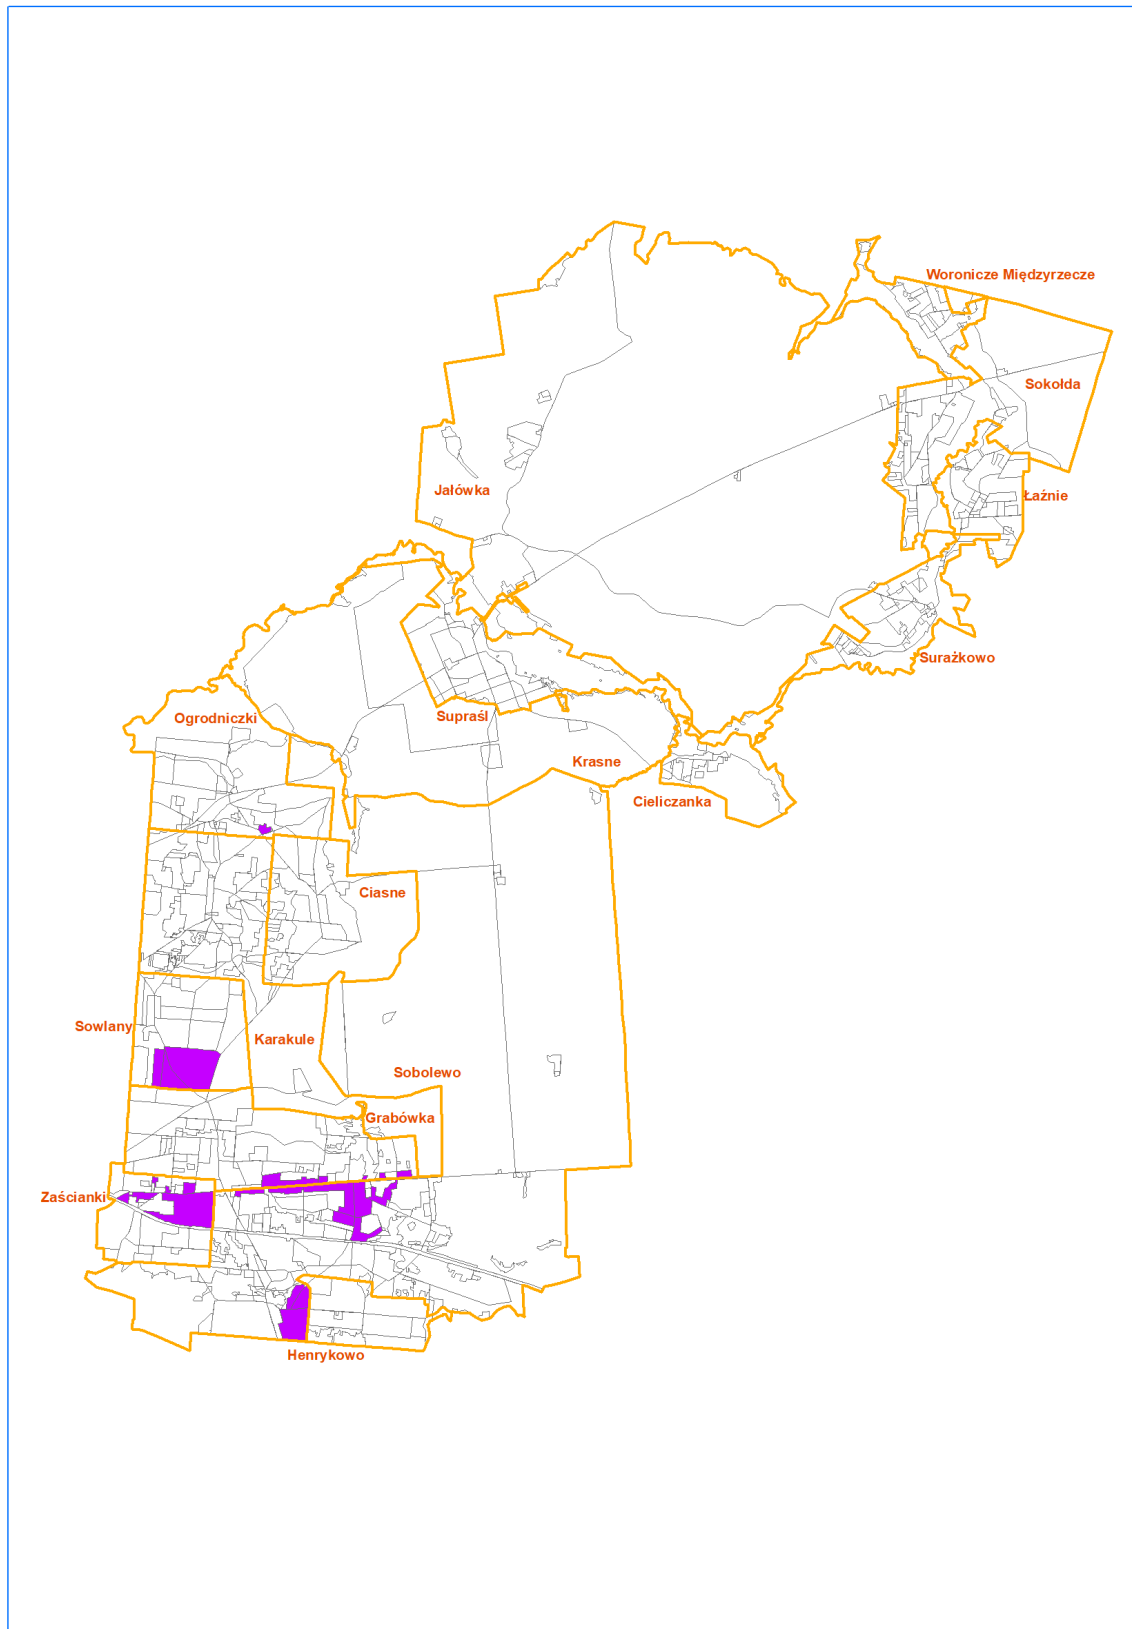 Woronicze Międzyrzecze
Sokołda
Jałówka
Łaźnie
Surażkowo
Ogrodniczki
Supraśl
Krasne
Cieliczanka
Ciasne
Sowlany
Karakule
Sobolewo
Grabówka
Zaścianki
Henrykowo